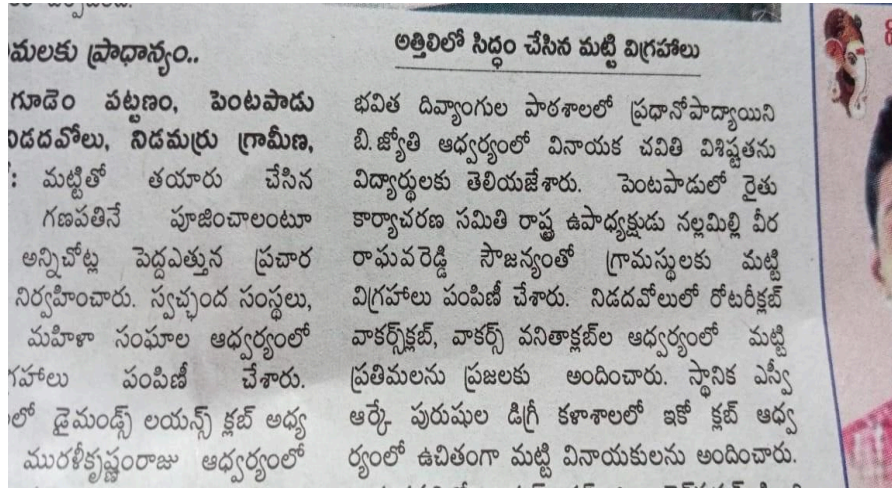 మలకు ప్రాధాన్యం..
గూడెం పట్టణం, పెంటపాడు
నిడదవోలు, నిడమర్రు గ్రామీణ,
: మట్టితో తయారు చేసిన
గణపతినే పూజించాలంటూ
అన్నిచోట్ల పెద్దఎత్తున ప్రచార
నిర్వహించారు. స్వచ్ఛంద సంస్థలు,
మహిళా సంఘాల ఆధ్వర్యంలో
గ్రహాలు పంపిణీ చేశారు.
లో డైమండ్స్ లయన్స్ క్లబ్ అధ్య
మురళీకృష్ణంరాజు ఆధ్వర్యంలో
అత్తిలిలో సిద్ధం చేసిన మట్టి విగ్రహాలు
భవిత దివ్యాంగుల పాఠశాలలో ప్రధానోపాద్యాయిని
బి.జ్యోతి ఆధ్వర్యంలో వినాయక చవితి విశిష్టతను
విద్యార్థులకు తెలియజేశారు. పెంటపాడులో రైతు
కార్యాచరణ సమితి రాష్ట్ర ఉపాధ్యక్షుడు నల్లమిల్లి వీర
రాఘవరెడ్డి సౌజన్యంతో గ్రామస్థులకు మట్టి
విగ్రహాలు పంపిణీ చేశారు. నిడదవోలులో రోటరీక్లబ్
వాకర్స్‌క్లబ్, వాకర్స్ వనితాక్లబ్‌ల ఆధ్వర్యంలో మట్టి
ప్రతిమలను ప్రజలకు అందించారు. స్థానిక ఎస్వీ
ఆర్కే పురుషుల డిగ్రీ కళాశాలలో ఇకో క్లబ్ ఆధ్వ
ర్యంలో ఉచితంగా మట్టి వినాయకులను అందించారు.